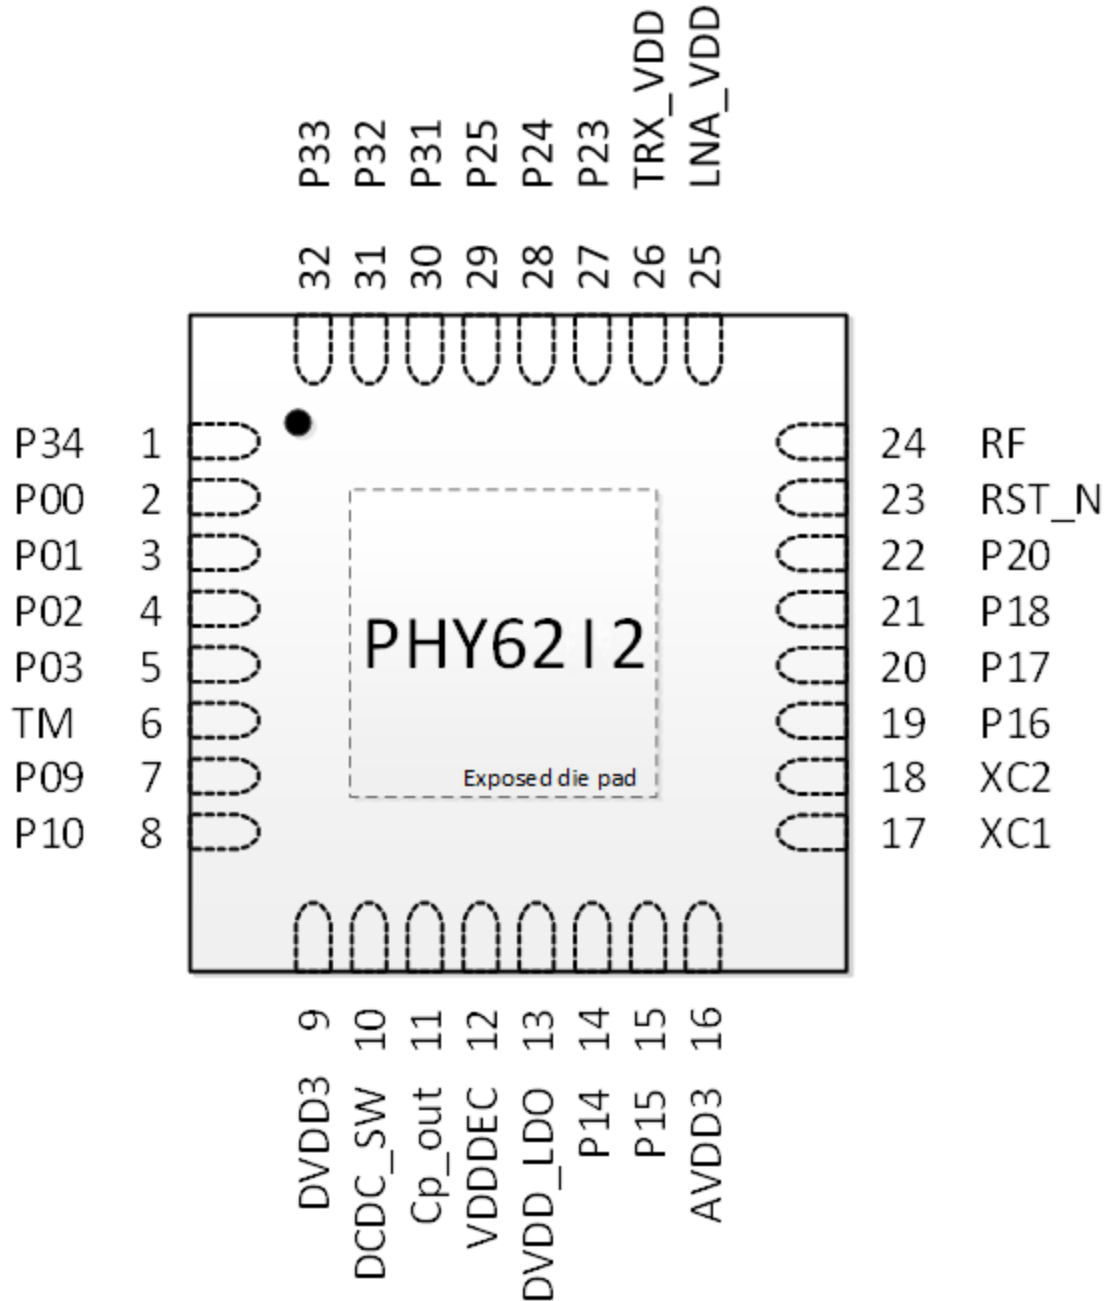 P33 P32 P31 P25 P24 P23 TRX_VDD LNA_VDD
32 31 30 29 28 27 26 25
P34 1 24 RF
P00 2 23 RST_N
P01 3 22 P20
P02 4 21 P18
P03 5 20 P17
TM 6 19 P16
P09 7 18 XC2
P10 8 17 XC1
PHY6212
Exposed die pad
9 10 11 12 13 14 15 16
DVDD3 DCDC_SW Cp_out VDDDEC DVDD_LDO P14 P15 AVDD3